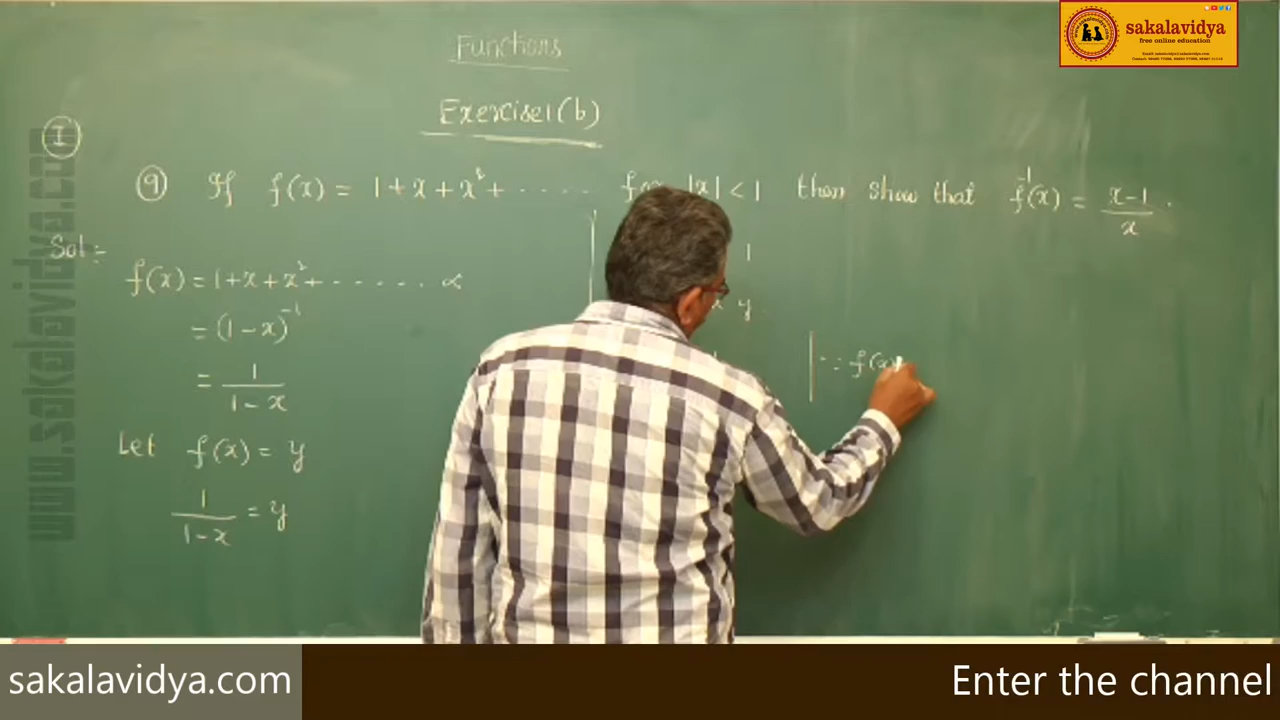 sakalavidya
free online education
Functions
Exercise 1(b)
I
9) If f(x) = 1+x+x²+ ..... |x| < 1 then show that f⁻¹(x) = (x-1)/x .
Sol:-
f(x) = 1+x+x²+ ...... ∝
= (1-x)⁻¹
= 1/(1-x)
Let f(x) = y
1/(1-x) = y
1
y
∵ f(x)
www.sakalavidya.com
sakalavidya.com
Enter the channel